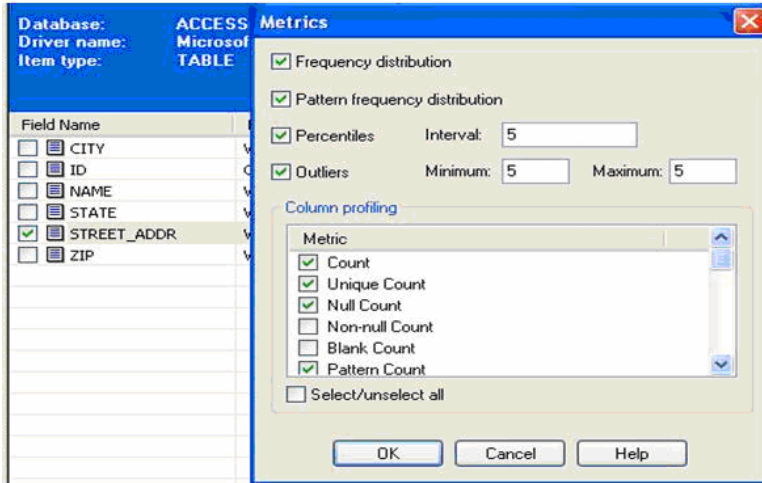 Database: ACCESS
Driver name: Microsof
Item type: TABLE
Field Name
CITY
ID
NAME
STATE
STREET_ADDR
ZIP
Metrics
Frequency distribution
Pattern frequency distribution
Percentiles Interval: 5
Outliers Minimum: 5 Maximum: 5
Column profiling
Metric
Count
Unique Count
Null Count
Non-null Count
Blank Count
Pattern Count
Select/unselect all
OK Cancel Help